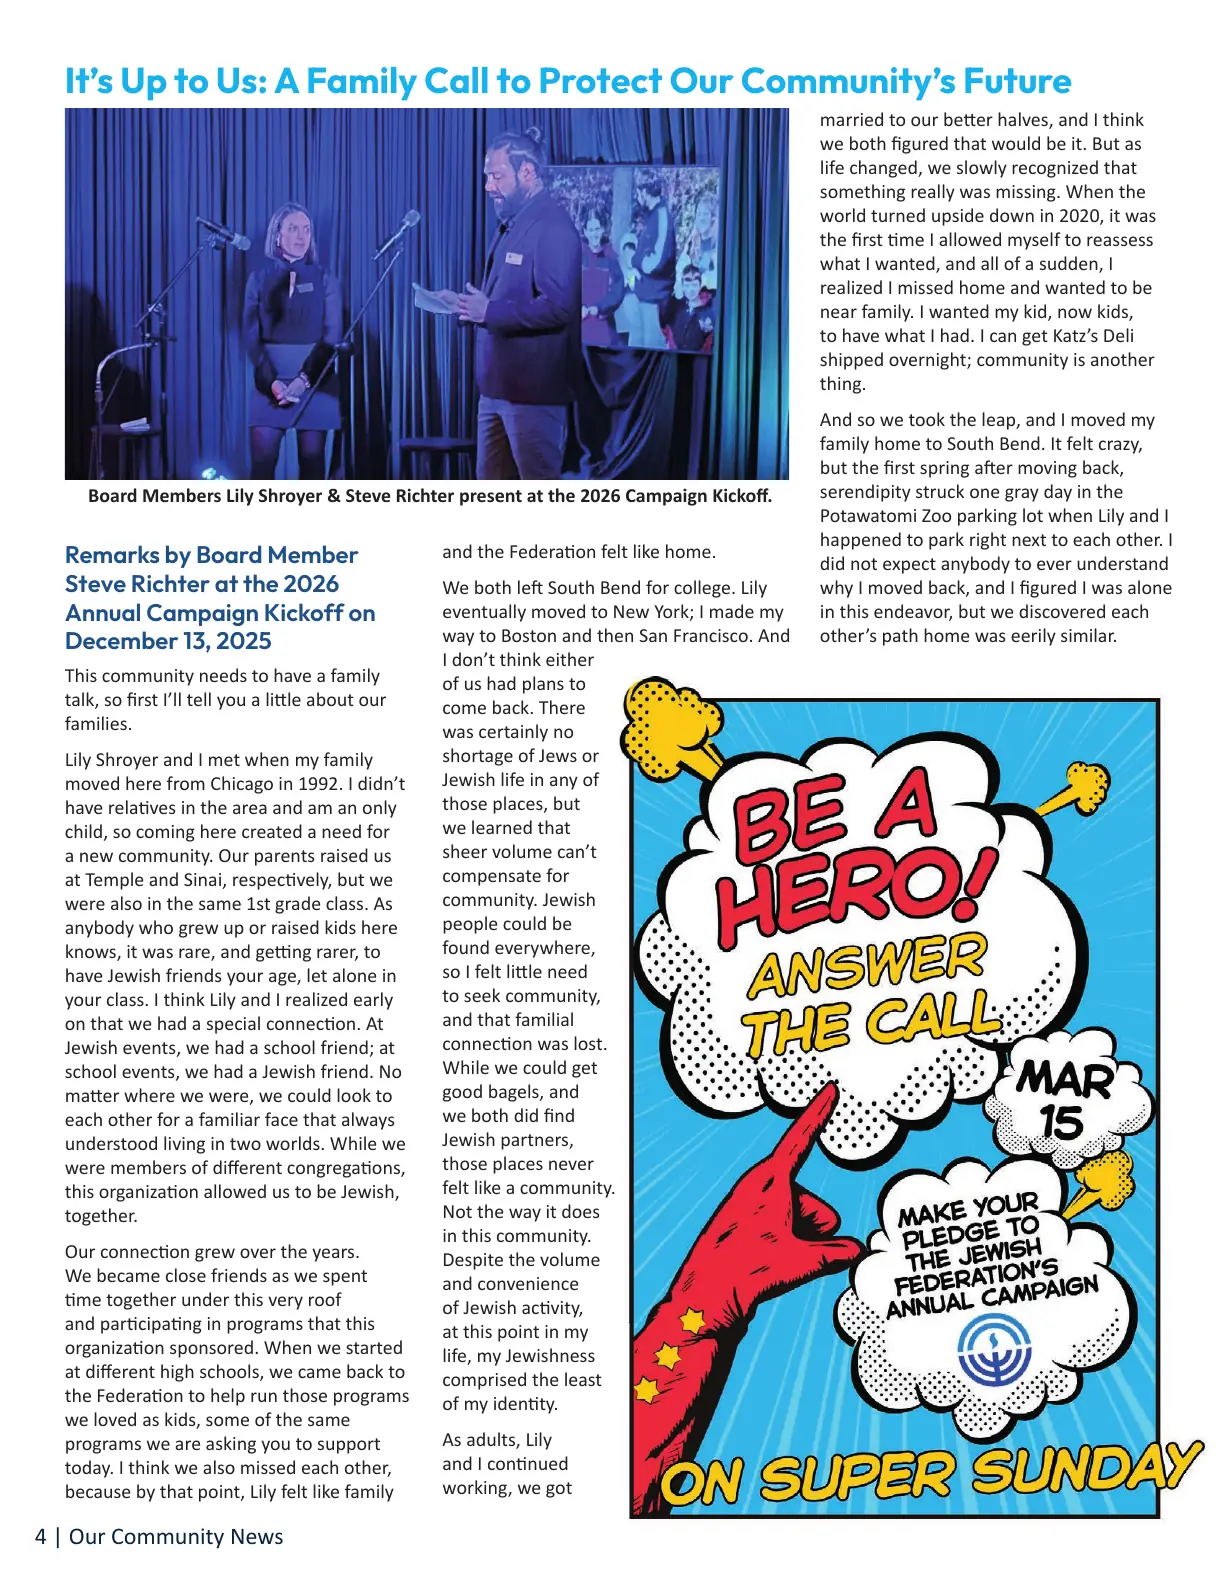 It’s Up to Us: A Family Call to Protect Our Community’s Future
Board Members Lily Shroyer & Steve Richter present at the 2026 Campaign Kickoff.
Remarks by Board Member
Steve Richter at the 2026
Annual Campaign Kickoff on
December 13, 2025
This community needs to have a family
talk, so first I’ll tell you a little about our
families.
Lily Shroyer and I met when my family
moved here from Chicago in 1992. I didn’t
have relatives in the area and am an only
child, so coming here created a need for
a new community. Our parents raised us
at Temple and Sinai, respectively, but we
were also in the same 1st grade class. As
anybody who grew up or raised kids here
knows, it was rare, and getting rarer, to
have Jewish friends your age, let alone in
your class. I think Lily and I realized early
on that we had a special connection. At
Jewish events, we had a school friend; at
school events, we had a Jewish friend. No
matter where we were, we could look to
each other for a familiar face that always
understood living in two worlds. While we
were members of different congregations,
this organization allowed us to be Jewish,
together.
Our connection grew over the years.
We became close friends as we spent
time together under this very roof
and participating in programs that this
organization sponsored. When we started
at different high schools, we came back to
the Federation to help run those programs
we loved as kids, some of the same
programs we are asking you to support
today. I think we also missed each other,
because by that point, Lily felt like family
and the Federation felt like home.
We both left South Bend for college. Lily
eventually moved to New York; I made my
way to Boston and then San Francisco. And
I don’t think either
of us had plans to
come back. There
was certainly no
shortage of Jews or
Jewish life in any of
those places, but
we learned that
sheer volume can’t
compensate for
community. Jewish
people could be
found everywhere,
so I felt little need
to seek community,
and that familial
connection was lost.
While we could get
good bagels, and
we both did find
Jewish partners,
those places never
felt like a community.
Not the way it does
in this community.
Despite the volume
and convenience
of Jewish activity,
at this point in my
life, my Jewishness
comprised the least
of my identity.
As adults, Lily
and I continued
working, we got
married to our better halves, and I think
we both figured that would be it. But as
life changed, we slowly recognized that
something really was missing. When the
world turned upside down in 2020, it was
the first time I allowed myself to reassess
what I wanted, and all of a sudden, I
realized I missed home and wanted to be
near family. I wanted my kid, now kids,
to have what I had. I can get Katz’s Deli
shipped overnight; community is another
thing.
And so we took the leap, and I moved my
family home to South Bend. It felt crazy,
but the first spring after moving back,
serendipity struck one gray day in the
Potawatomi Zoo parking lot when Lily and I
happened to park right next to each other. I
did not expect anybody to ever understand
why I moved back, and I figured I was alone
in this endeavor, but we discovered each
other’s path home was eerily similar.
BE A
HERO!
ANSWER
THE CALL
MAR
15
MAKE YOUR
PLEDGE TO
THE JEWISH
FEDERATION’S
ANNUAL CAMPAIGN
ON SUPER SUNDAY
4 | Our Community News